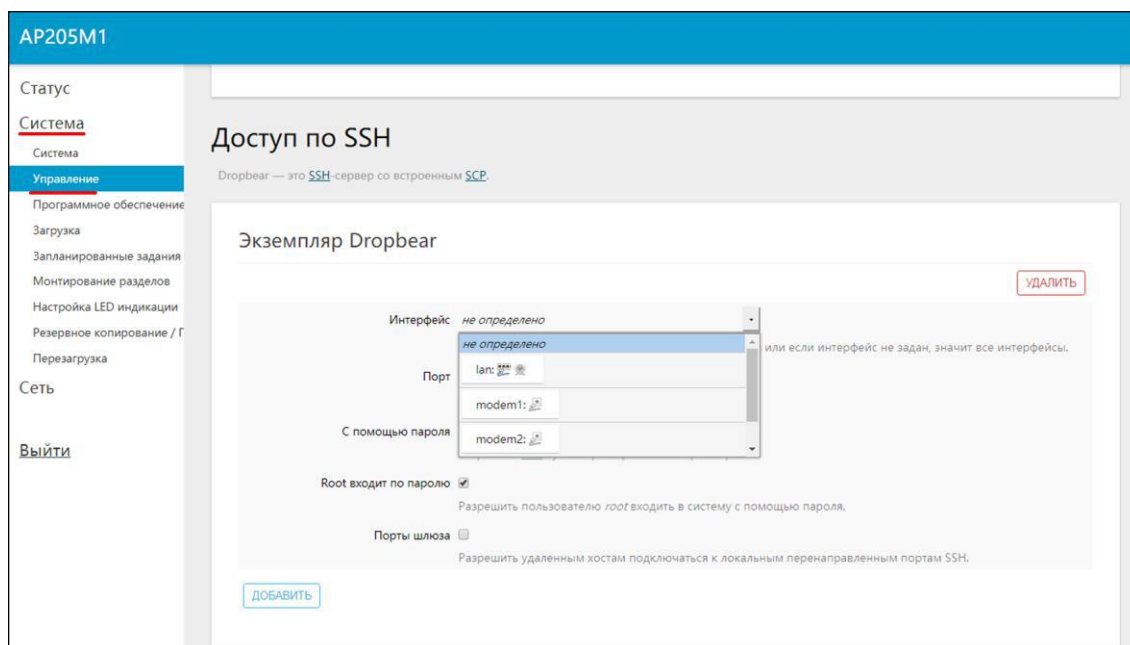 AP205M1
Статус
Система
Система
Управление
Программное обеспечение
Загрузка
Запланированные задания
Монтирование разделов
Настройка LED индикации
Резервное копирование / П
Перезагрузка
Сеть
Выйти
Доступ по SSH
Dropbear — это SSH-сервер со встроенным SCP.
Экземпляр Dropbear
УДАЛИТЬ
Интерфейс не определено
не определено
или если интерфейс не задан, значит все интерфейсы.
lan:
Порт
modem1:
С помощью пароля
modem2:
Root входит по паролю
Разрешить пользователю root входить в систему с помощью пароля.
Порты шлюза
Разрешить удаленным хостам подключаться к локальным перенаправленным портам SSH.
ДОБАВИТЬ